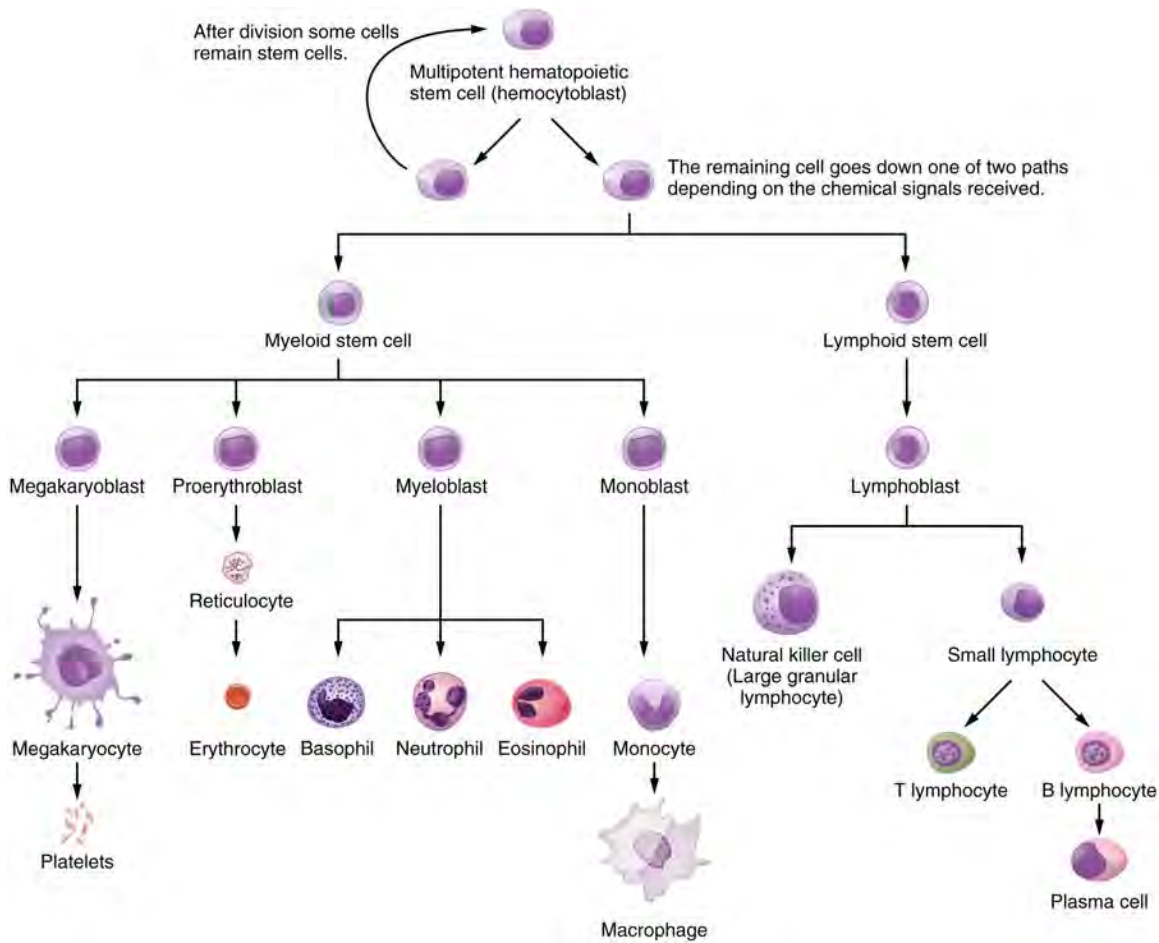 After division some cells
remain stem cells.
Multipotent hematopoietic
stem cell (hemocytoblast)
The remaining cell goes down one of two paths
depending on the chemical signals received.
Myeloid stem cell
Lymphoid stem cell
Megakaryoblast
Proerythroblast
Myeloblast
Monoblast
Lymphoblast
Reticulocyte
Natural killer cell
(Large granular
lymphocyte)
Small lymphocyte
Megakaryocyte
Erythrocyte
Basophil
Neutrophil
Eosinophil
Monocyte
T lymphocyte
B lymphocyte
Platelets
Macrophage
Plasma cell